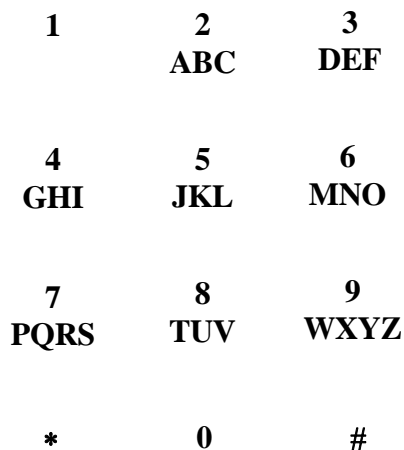 1 2 3
ABC DEF
4 5 6
GHI JKL MNO
7 8 9
PQRS TUV WXYZ
* 0 #